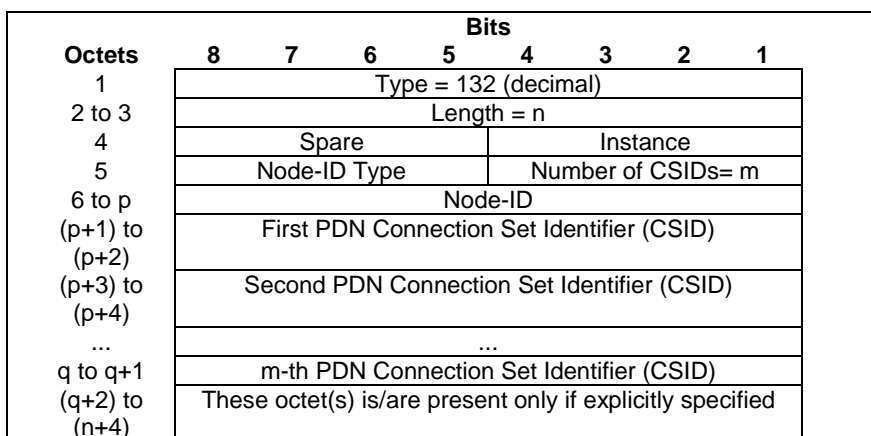 Bits
Octets 8 7 6 5 4 3 2 1
1 Type = 132 (decimal)
2 to 3 Length = n
4 Spare Instance
5 Node-ID Type Number of CSIDs= m
6 to p Node-ID
(p+1) to First PDN Connection Set Identifier (CSID)
(p+2)
(p+3) to Second PDN Connection Set Identifier (CSID)
(p+4)
... ...
q to q+1 m-th PDN Connection Set Identifier (CSID)
(q+2) to These octet(s) is/are present only if explicitly specified
(n+4)